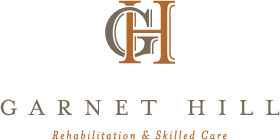 GH
GARNET HILL
Rehabilitation & Skilled Care